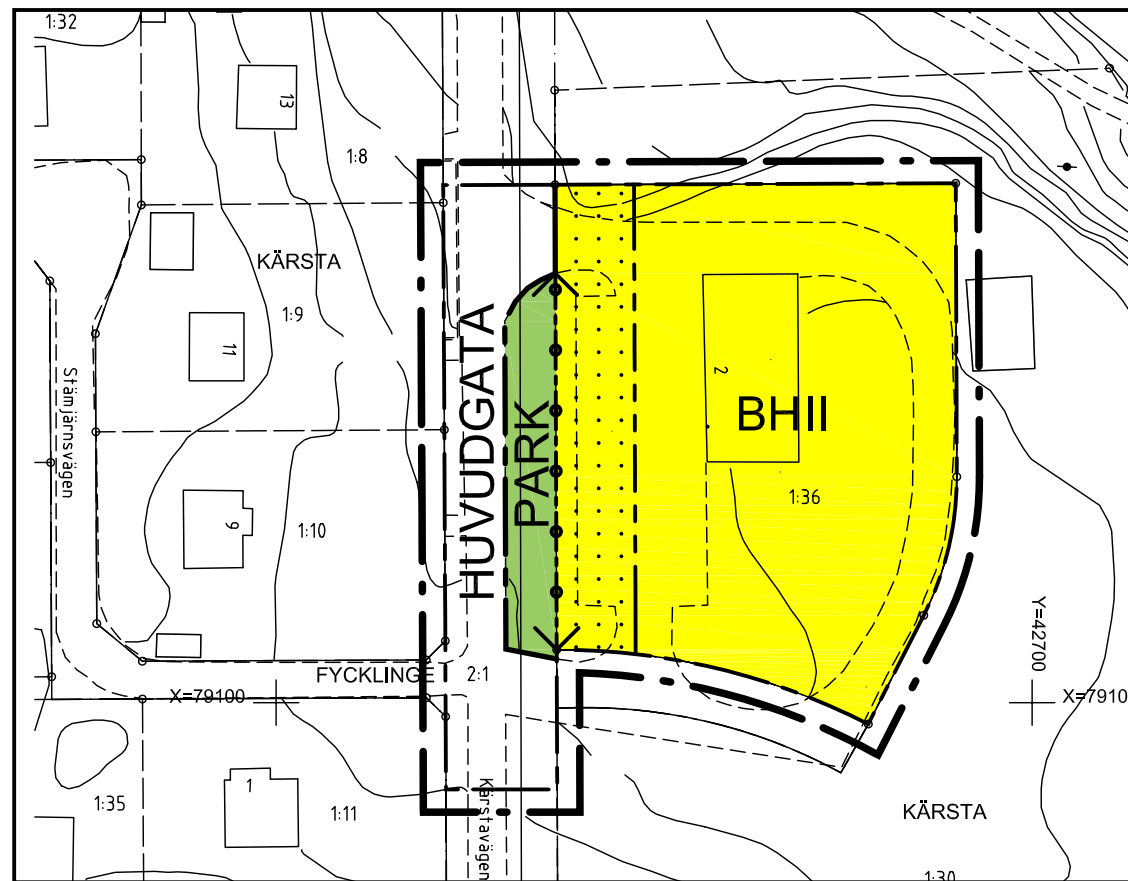 1:32
13
1:8
KÄRSTA
1:9
11
Stämjärnsvägen
HUVUDGATA
PARK
2
BHII
1:36
9
1:10
Y=42700
FYCKLINGE
2:1
X=79100
X=7910
1
1:35
1:11
Kärstavägen
KÄRSTA
1:30